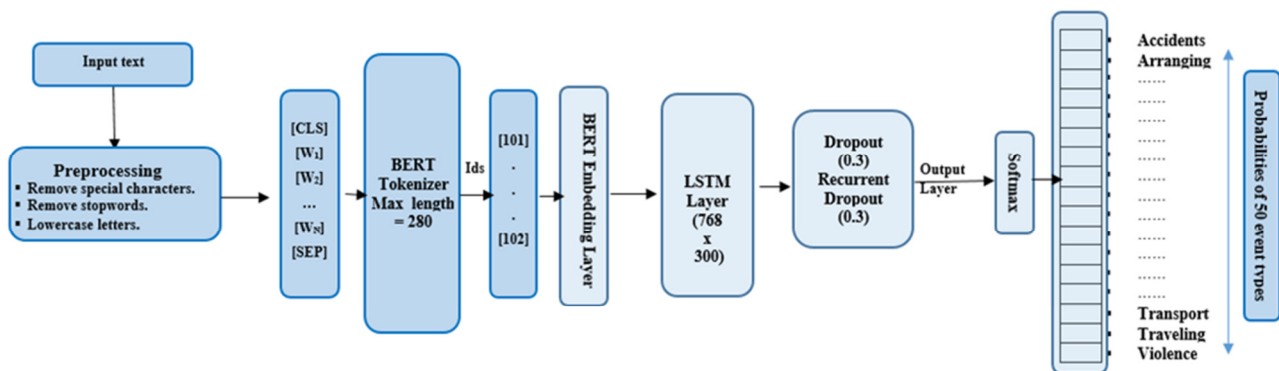 Input text
Preprocessing
▪ Remove special characters.
▪ Remove stopwords.
▪ Lowercase letters.
[CLS]
[W₁]
[W₂]
...
[W_N]
[SEP]
BERT
Tokenizer
Max length
= 280
Ids
[101]
.
.
.
.
[102]
BERT Embedding Layer
LSTM
Layer
(768
x
300)
Dropout
(0.3)
Recurrent
Dropout
(0.3)
Output
Layer
Softmax
Accidents
Arranging
......
......
......
......
......
......
......
......
......
......
......
......
Transport
Traveling
Violence
Probabilities of 50 event types